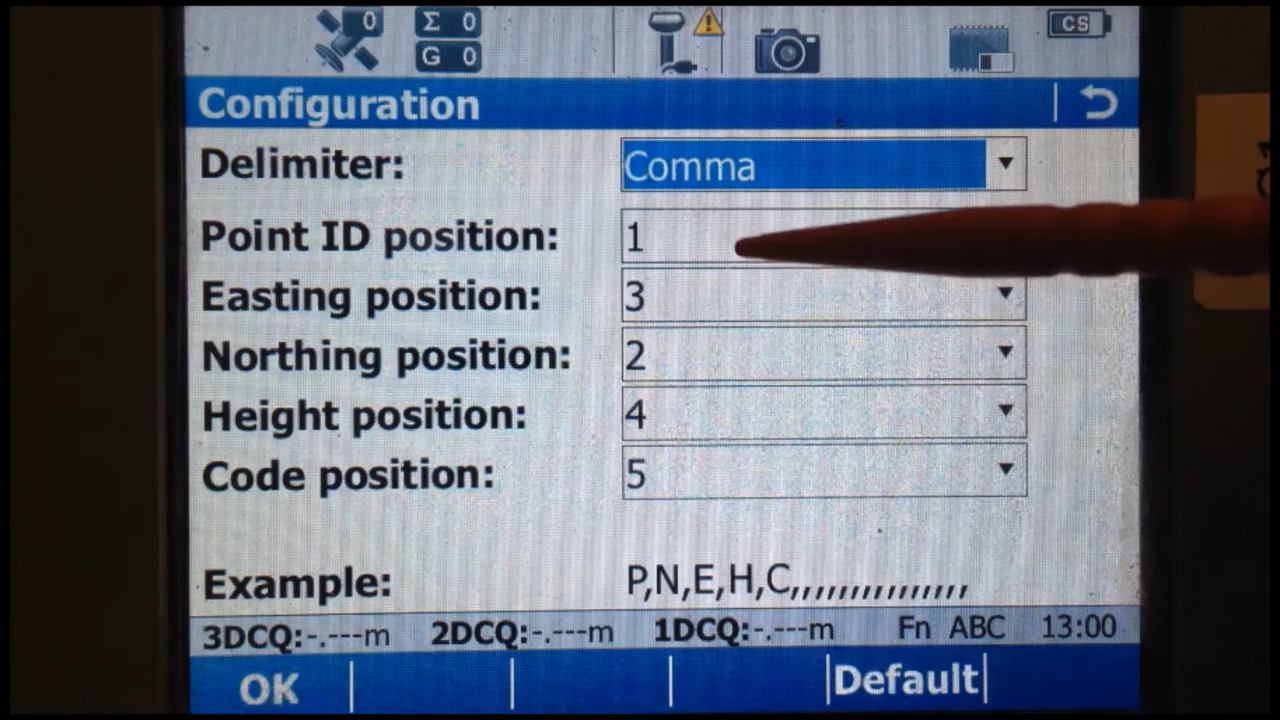 0
Σ 0
G 0
CS
Configuration
Delimiter: Comma
Point ID position: 1
Easting position: 3
Northing position: 2
Height position: 4
Code position: 5
Example: P,N,E,H,C,,,,,,,,,,,,,,,
3DCQ:-.---m 2DCQ:-.---m 1DCQ:-.---m Fn ABC 13:00
OK Default